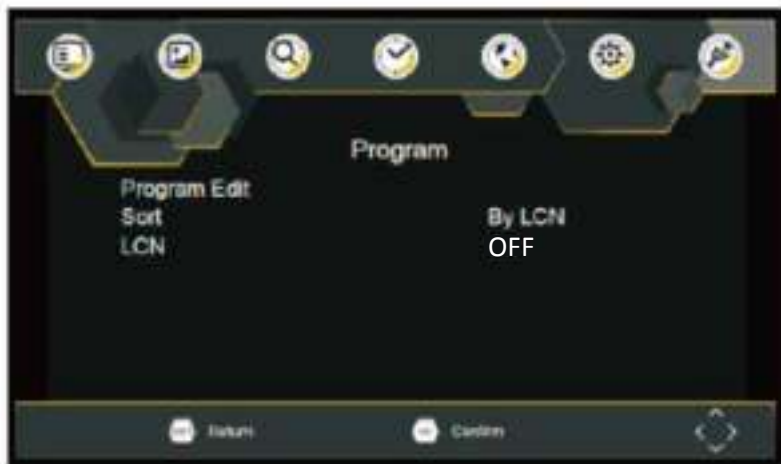 Program
Program Edit
Sort By LCN
LCN OFF
Return Confirm